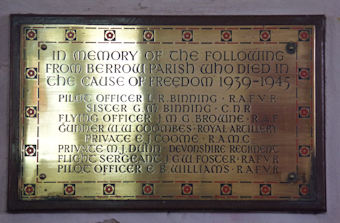 IN MEMORY OF THE FOLLOWING
FROM BERROW PARISH WHO DIED IN
THE CAUSE OF FREEDOM 1939-1945
PILOT OFFICER L.R. BINNING · R.A.F.V.R
SISTER G.M. BINNING · C.N.R
FLYING OFFICER J.M.G. BROWNE · R.A.F
GUNNER W.W. COOMBES · ROYAL ARTILLERY
PRIVATE E.J. COOMBE · R.A.M.C
PRIVATE M.J. DUNN · DEVONSHIRE REGIMENT
FLIGHT SERGEANT J.G.W. FOSTER · R.A.F.V.R
PILOT OFFICER E.B. WILLIAMS · R.A.F.V.R